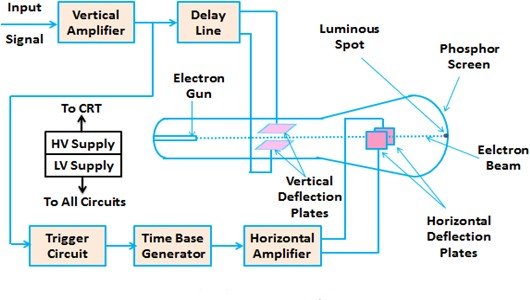 Input
Signal
Vertical
Amplifier
Delay
Line
Luminous
Spot
Phosphor
Screen
Electron
Gun
To CRT
HV Supply
LV Supply
To All Circuits
Eelctron
Beam
Vertical
Deflection
Plates
Horizontal
Deflection
Plates
Trigger
Circuit
Time Base
Generator
Horizontal
Amplifier